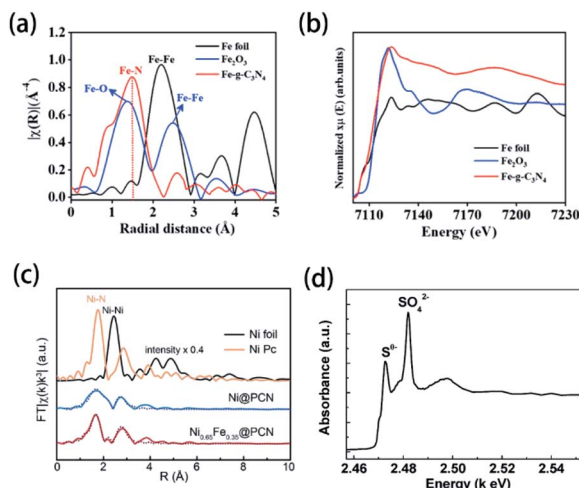 (a)
|χ(R)|(Å⁻⁴)
1.2
1.0
0.8
0.6
0.4
0.2
0.0
Fe-Fe
Fe-N
Fe-O
Fe-Fe
Fe foil
Fe₂O₃
Fe-g-C₃N₄
0 1 2 3 4 5
Radial distance (Å)
(b)
Normalized xμ (E) (arb.units)
Fe foil
Fe₂O₃
Fe-g-C₃N₄
7110 7140 7170 7200 7230
Energy (eV)
(c)
FT|χ(k)k³| (a.u.)
Ni-N
Ni-Ni
Ni foil
Ni Pc
intensity x 0.4
Ni@PCN
Ni₀.₆₅Fe₀.₃₅@PCN
0 2 4 6 8 10
R (Å)
(d)
Absorbance (a.u.)
SO₄²⁻
S⁰⁻
2.46 2.48 2.50 2.52 2.54
Energy (k eV)